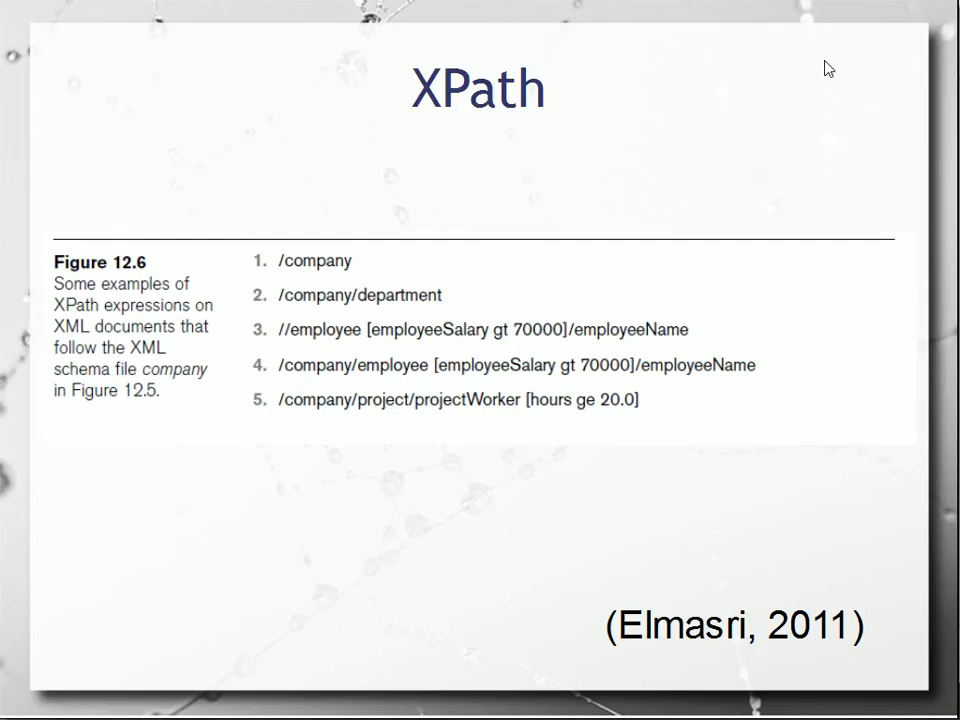 XPath
Figure 12.6
Some examples of
XPath expressions on
XML documents that
follow the XML
schema file company
in Figure 12.5.
1. /company
2. /company/department
3. //employee [employeeSalary gt 70000]/employeeName
4. /company/employee [employeeSalary gt 70000]/employeeName
5. /company/project/projectWorker [hours ge 20.0]
(Elmasri, 2011)